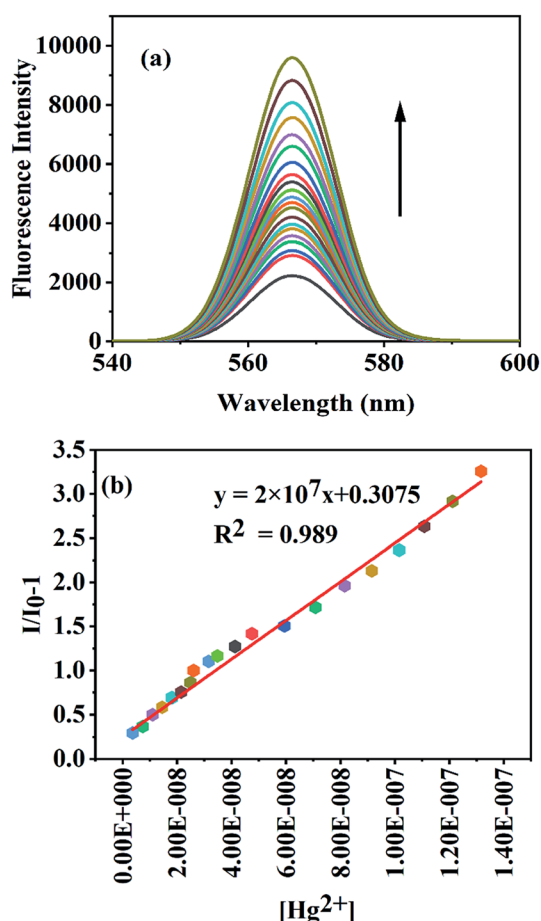 (a)
Fluorescence Intensity
10000
8000
6000
4000
2000
0
540
560
580
600
Wavelength (nm)
(b)
y = 2×10⁷x+0.3075
R² = 0.989
I/I₀-1
3.5
3.0
2.5
2.0
1.5
1.0
0.5
0.0
0.00E+000
2.00E-008
4.00E-008
6.00E-008
8.00E-008
1.00E-007
1.20E-007
1.40E-007
[Hg²⁺]